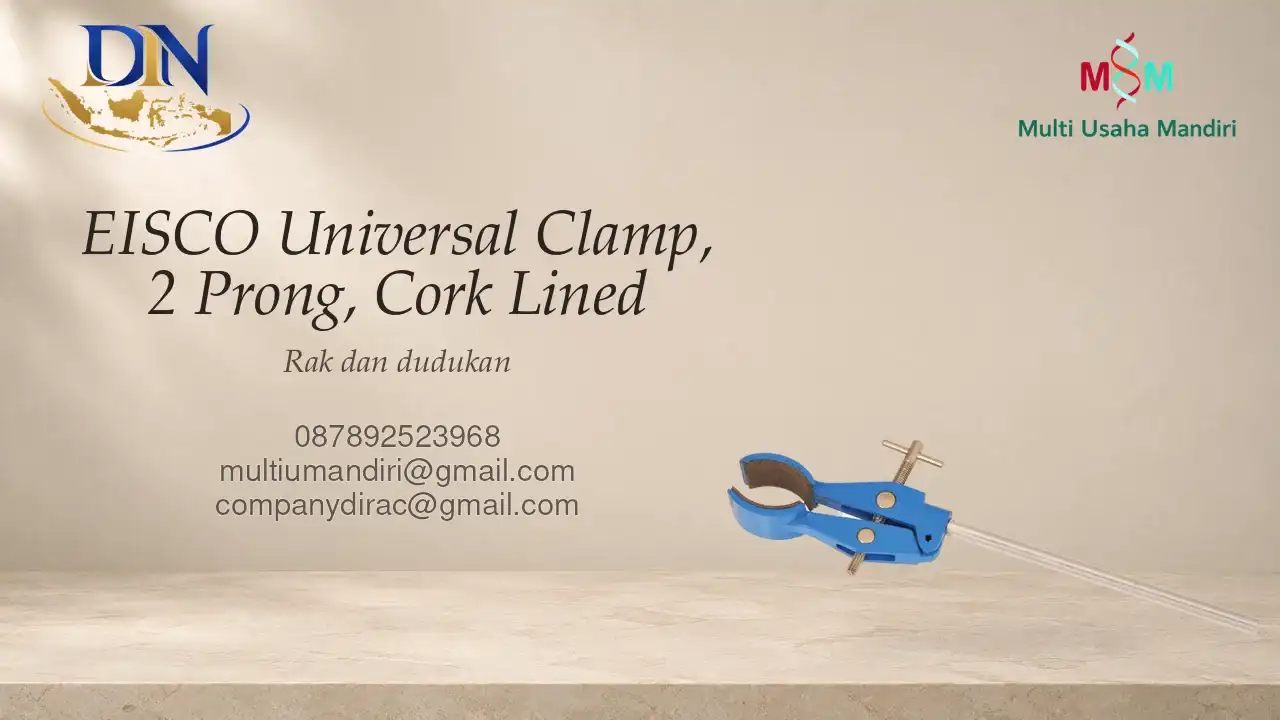 DIN
M M
Multi Usaha Mandiri
EISCO Universal Clamp,
2 Prong, Cork Lined
Rak dan dudukan
087892523968
multiumandiri@gmail.com
companydirac@gmail.com